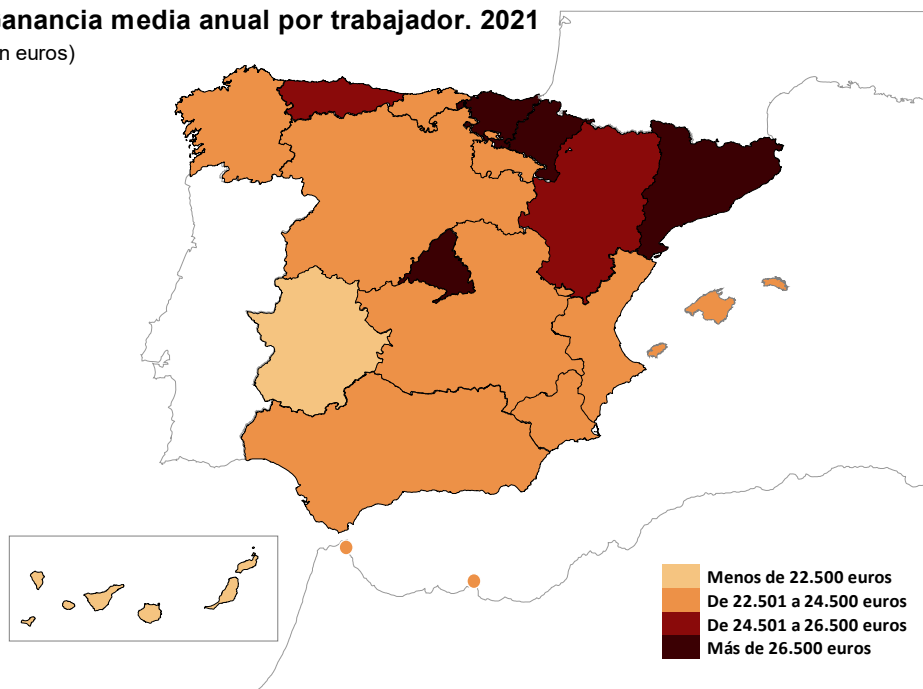 anancia media anual por trabajador. 2021
n euros)
Menos de 22.500 euros
De 22.501 a 24.500 euros
De 24.501 a 26.500 euros
Más de 26.500 euros